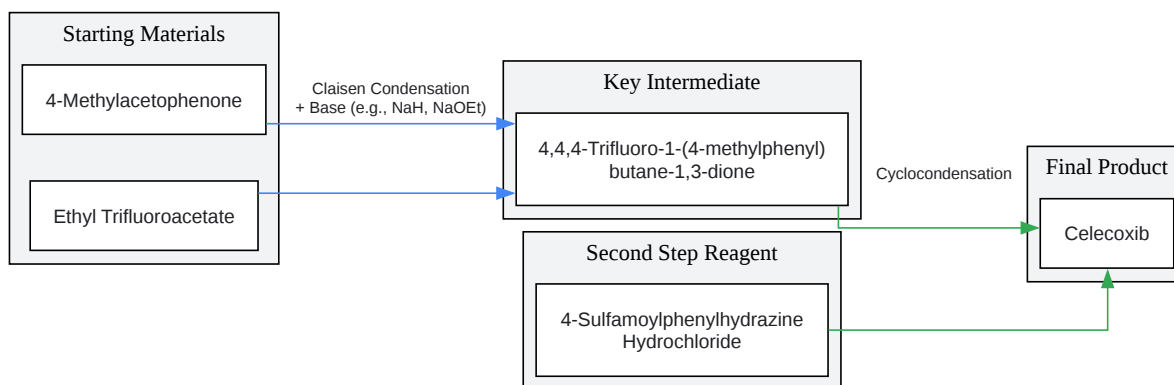 Starting Materials
4-Methylacetophenone
Ethyl Trifluoroacetate
Claisen Condensation
+ Base (e.g., NaH, NaOEt)
Key Intermediate
4,4,4-Trifluoro-1-(4-methylphenyl)
butane-1,3-dione
Second Step Reagent
4-Sulfamoylphenylhydrazine
Hydrochloride
Cyclocondensation
Final Product
Celecoxib